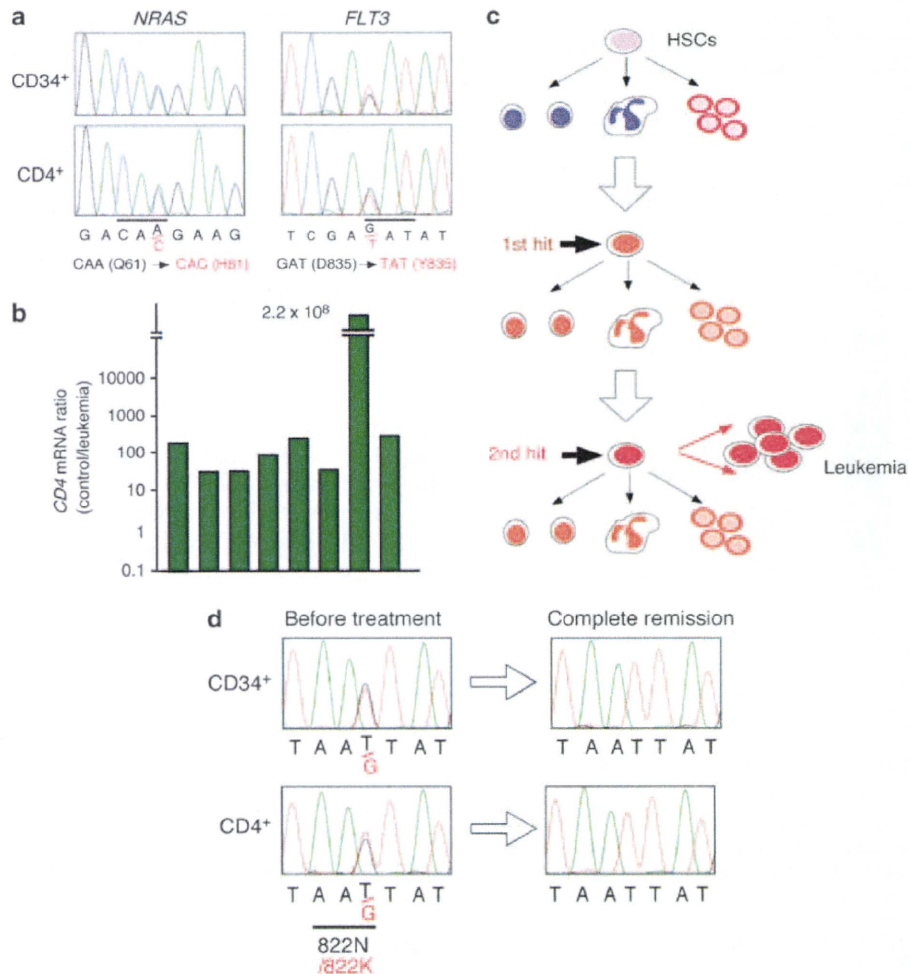 a
NRAS
FLT3
CD34+
CD4+
G A C A A G A A G
C
T C G A G A T A T
T
CAA (Q61) → CAC (H61)
GAT (D835) → TAT (Y835)
b
2.2 x 10⁸
CD4 mRNA ratio
(control/leukemia)
10000
1000
100
10
1
0.1
c
HSCs
1st hit
2nd hit
Leukemia
d
Before treatment
Complete remission
CD34+
T A A T T A T
G
T A A T T A T
CD4+
T A A T T A T
G
T A A T T A T
822N
/822K